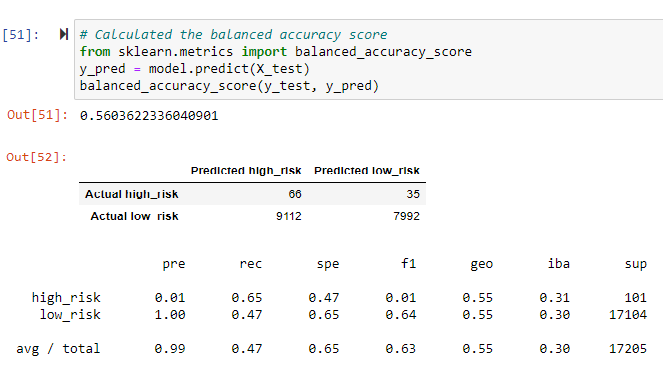 [51]: # Calculated the balanced accuracy score
from sklearn.metrics import balanced_accuracy_score
y_pred = model.predict(X_test)
balanced_accuracy_score(y_test, y_pred)
Out[51]: 0.5603622336040901
Out[52]:
Predicted high_risk Predicted low_risk
Actual high_risk 66 35
Actual low_risk 9112 7992
pre rec spe f1 geo iba sup
high_risk 0.01 0.65 0.47 0.01 0.55 0.31 101
low_risk 1.00 0.47 0.65 0.64 0.55 0.30 17104
avg / total 0.99 0.47 0.65 0.63 0.55 0.30 17205